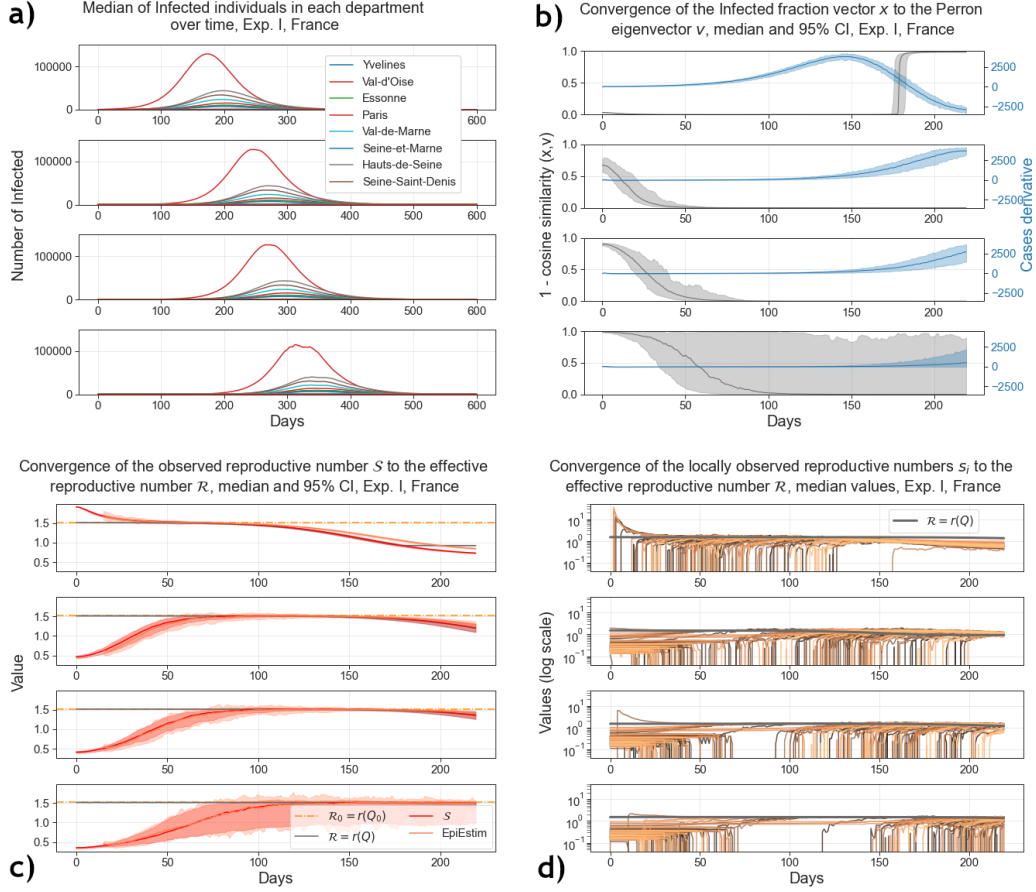 a)
Median of Infected individuals in each department
over time, Exp. I, France
Number of Infected
100000
0
0 100 200 300 400 500 600
Yvelines
Val-d'Oise
Essonne
Paris
Val-de-Marne
Seine-et-Marne
Hauts-de-Seine
Seine-Saint-Denis
100000
0
0 100 200 300 400 500 600
100000
0
0 100 200 300 400 500 600
100000
0
0 100 200 300 400 500 600
Days
b)
Convergence of the Infected fraction vector x to the Perron
eigenvector v, median and 95% CI, Exp. I, France
1 - cosine similarity (x,v)
Cases derivative
1.0
0.5
0.0
2500
0
−2500
0 50 100 150 200
1.0
0.5
0.0
2500
0
−2500
0 50 100 150 200
1.0
0.5
0.0
2500
0
−2500
0 50 100 150 200
1.0
0.5
0.0
2500
0
−2500
0 50 100 150 200
Days
Convergence of the observed reproductive number S to the effective
reproductive number R, median and 95% CI, Exp. I, France
Value
1.5
1.0
0.5
0 50 100 150 200
1.5
1.0
0.5
0 50 100 150 200
1.5
1.0
0.5
0 50 100 150 200
1.5
1.0
0.5
R₀ = r(Q₀)
R = r(Q)
S
EpiEstim
0 50 100 150 200
Days
c)
Convergence of the locally observed reproductive numbers sᵢ to
the effective reproductive number R, median values, Exp. I, France
Values (log scale)
10¹
10⁰
10⁻¹
R = r(Q)
0 50 100 150 200
10¹
10⁰
10⁻¹
0 50 100 150 200
10¹
10⁰
10⁻¹
0 50 100 150 200
10¹
10⁰
10⁻¹
0 50 100 150 200
Days
d)